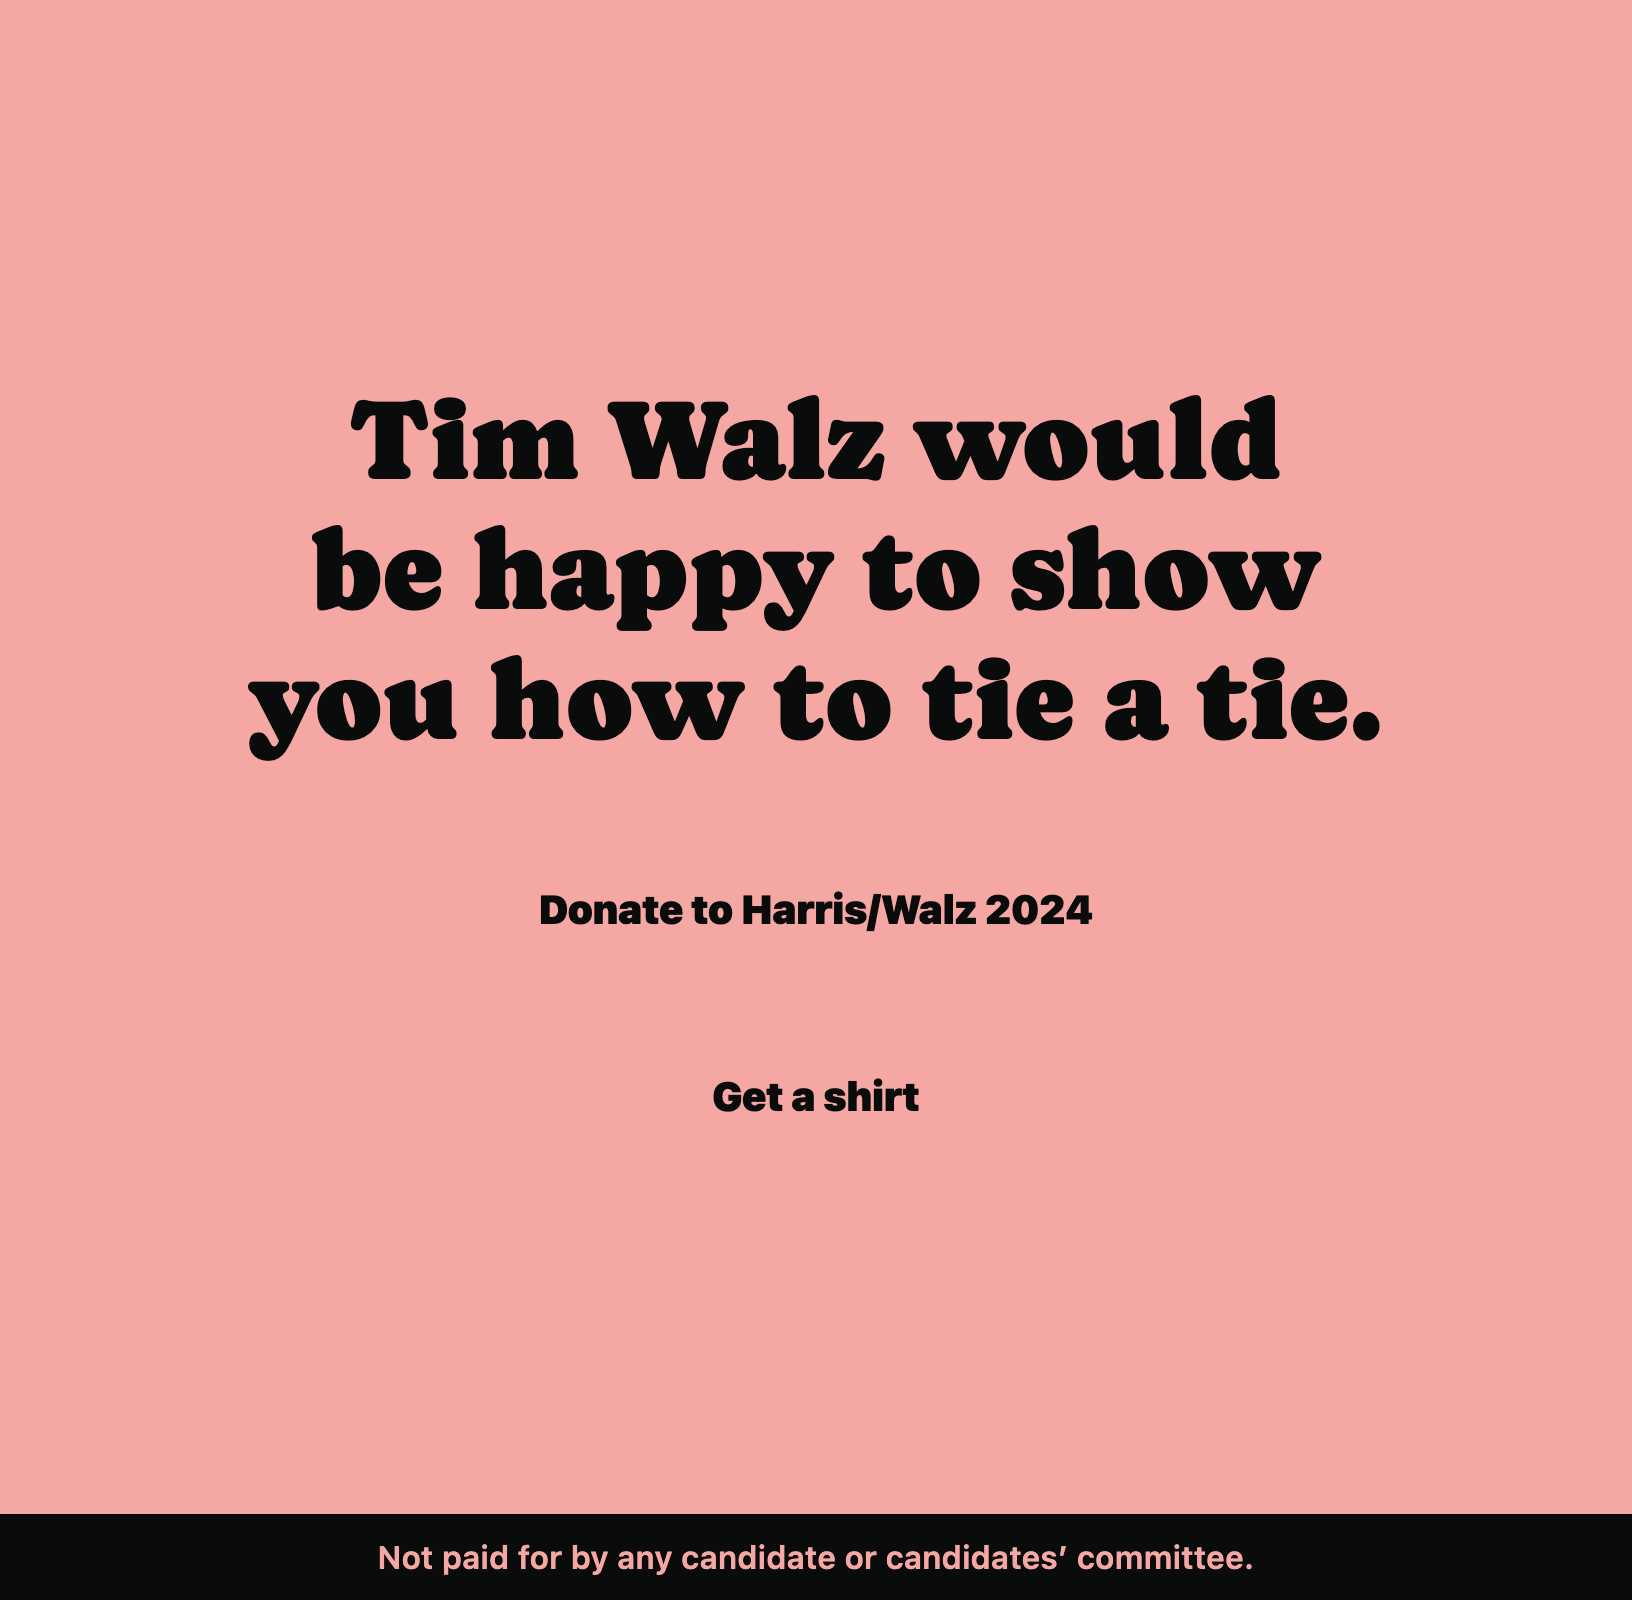 Tim Walz would
be happy to show
you how to tie a tie.
Donate to Harris/Walz 2024
Get a shirt
Not paid for by any candidate or candidates’ committee.